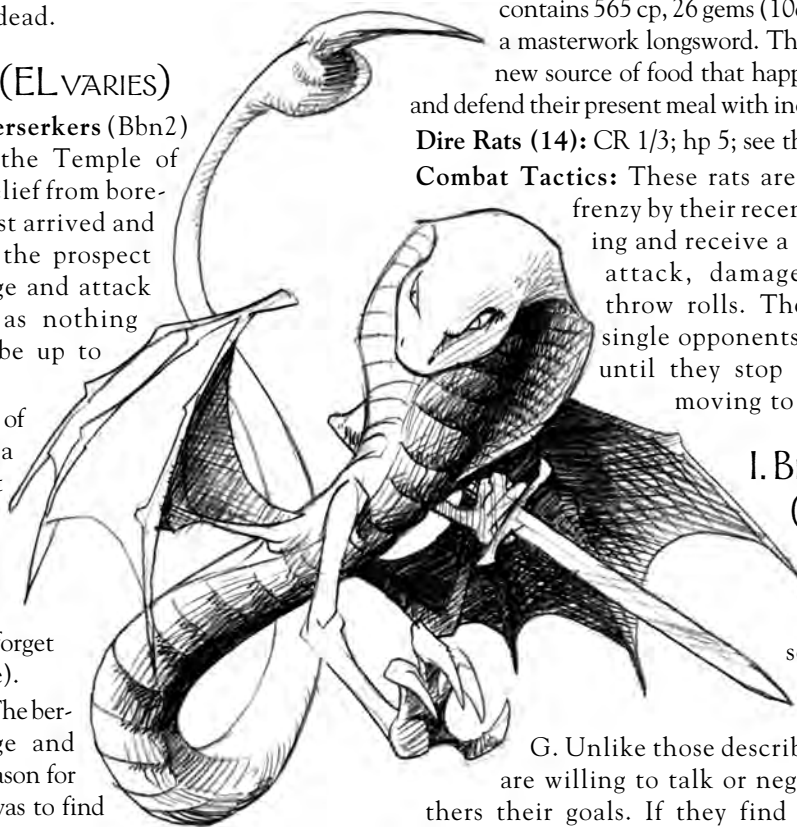 dead.
(EL VARIES)
erserkers (Bbn2)
the Temple of
elief from bore-
st arrived and
the prospect
ge and attack
as nothing
be up to
of
a
forget
e).
The ber-
ge and
ason for
was to find
contains 565 cp, 26 gems (10
a masterwork longsword. Th
new source of food that happ
and defend their present meal with in
Dire Rats (14): CR 1/3; hp 5; see th
Combat Tactics: These rats are
frenzy by their recen
ing and receive a
attack, damage
throw rolls. The
single opponents
until they stop
moving to
I. B
(
s
G. Unlike those describ
are willing to talk or neg
thers their goals. If they find